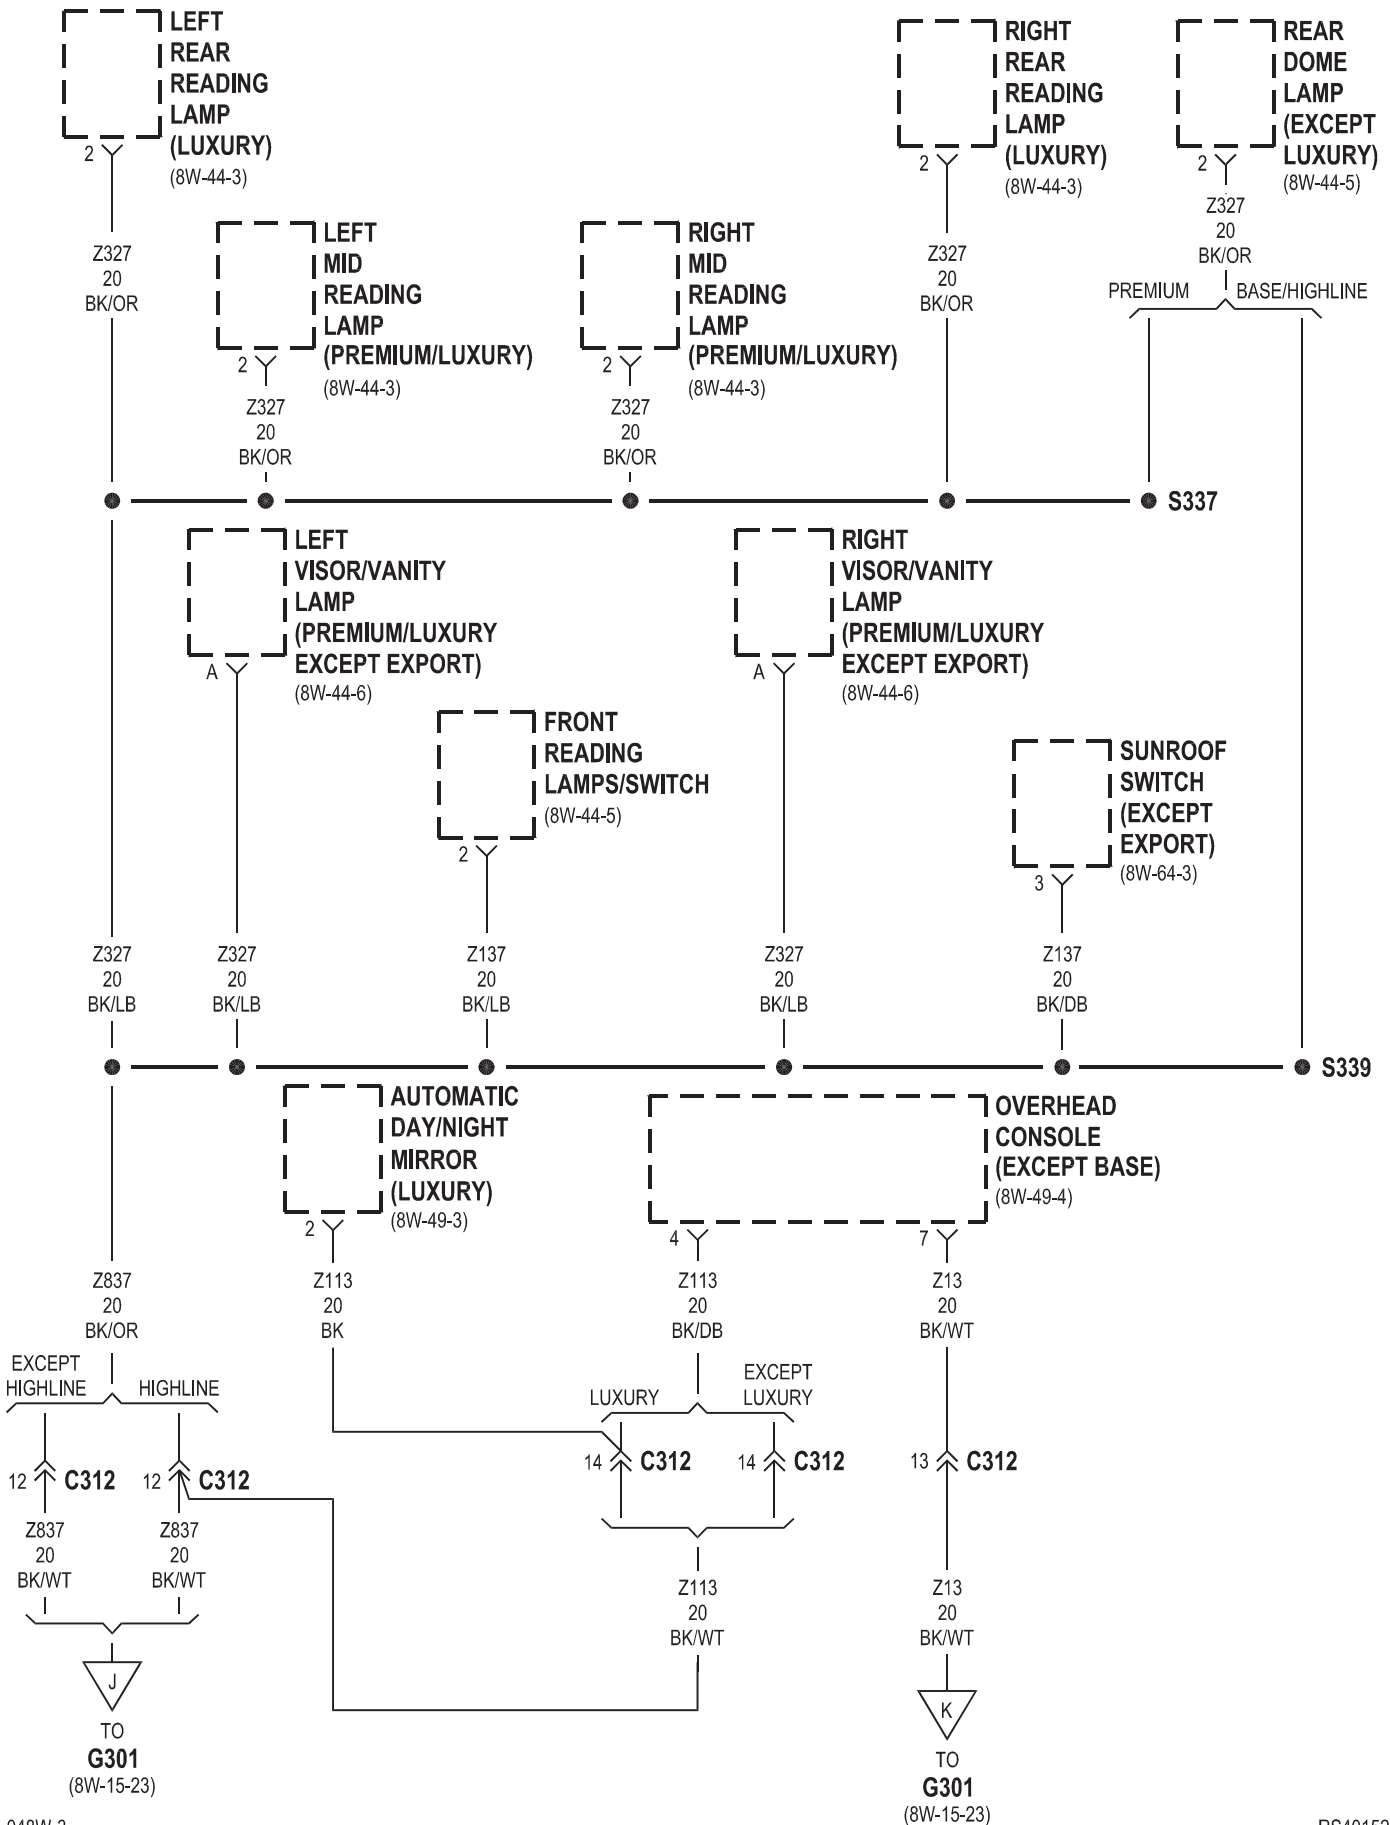 LEFT
REAR
READING
LAMP
(LUXURY)
(8W-44-3)
2
Z327
20
BK/OR
RIGHT
REAR
READING
LAMP
(LUXURY)
(8W-44-3)
2
Z327
20
BK/OR
REAR
DOME
LAMP
(EXCEPT
LUXURY)
(8W-44-5)
2
Z327
20
BK/OR
PREMIUM
BASE/HIGHLINE
LEFT
MID
READING
LAMP
(PREMIUM/LUXURY)
(8W-44-3)
2
Z327
20
BK/OR
RIGHT
MID
READING
LAMP
(PREMIUM/LUXURY)
(8W-44-3)
2
Z327
20
BK/OR
S337
LEFT
VISOR/VANITY
LAMP
(PREMIUM/LUXURY
EXCEPT EXPORT)
(8W-44-6)
A
RIGHT
VISOR/VANITY
LAMP
(PREMIUM/LUXURY
EXCEPT EXPORT)
(8W-44-6)
A
FRONT
READING
LAMPS/SWITCH
(8W-44-5)
2
SUNROOF
SWITCH
(EXCEPT
EXPORT)
(8W-64-3)
3
Z327
20
BK/LB
Z327
20
BK/LB
Z137
20
BK/LB
Z327
20
BK/LB
Z137
20
BK/DB
S339
AUTOMATIC
DAY/NIGHT
MIRROR
(LUXURY)
(8W-49-3)
2
OVERHEAD
CONSOLE
(EXCEPT BASE)
(8W-49-4)
4
7
Z837
20
BK/OR
Z113
20
BK
Z113
20
BK/DB
Z13
20
BK/WT
EXCEPT
HIGHLINE
HIGHLINE
LUXURY
EXCEPT
LUXURY
12 C312
12 C312
14 C312
14 C312
13 C312
Z837
20
BK/WT
Z837
20
BK/WT
Z113
20
BK/WT
Z13
20
BK/WT
J
TO
G301
(8W-15-23)
K
TO
G301
(8W-15-23)